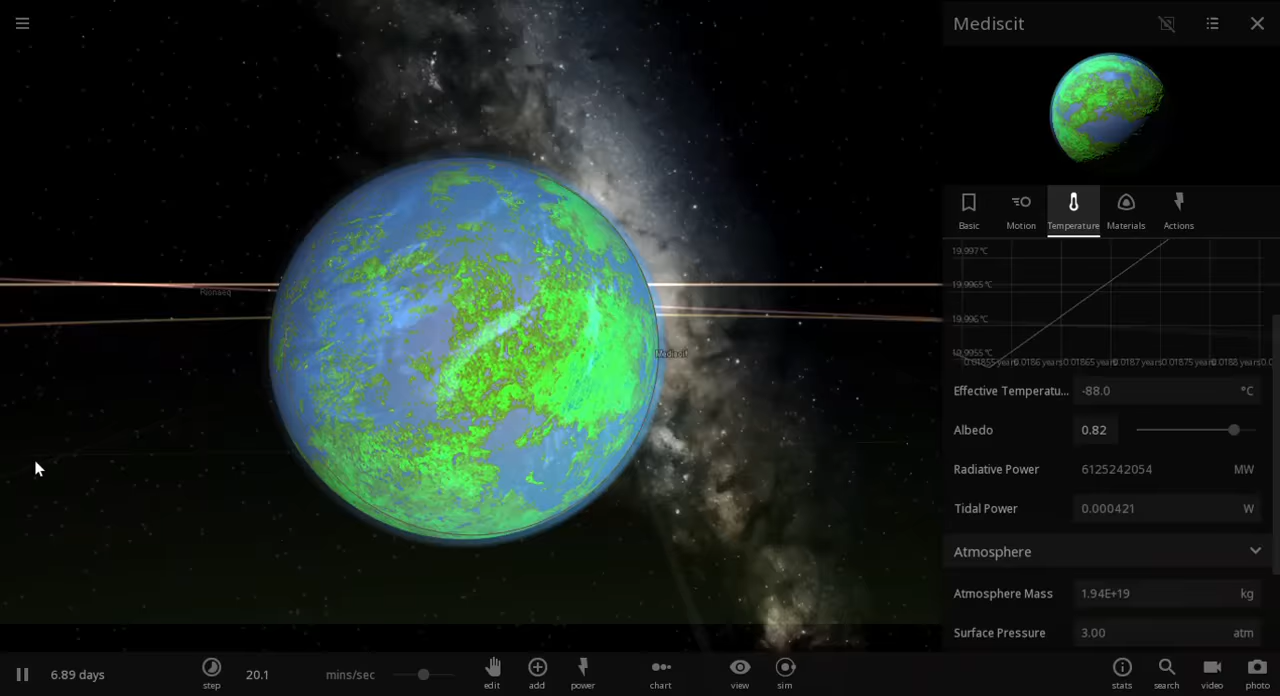 Mediscit
Basic
Motion
Temperature
Materials
Actions
19.997°C
19.9965°C
19.996°C
19.9955°C
Mediscit
Effective Temperatu... -88.0 °C
Albedo 0.82
Radiative Power 6125242054 MW
Tidal Power 0.000421 W
Atmosphere
Atmosphere Mass 1.94E+19 kg
Surface Pressure 3.00 atm
6.89 days
step
20.1 mins/sec
edit
add
power
chart
view
sim
stats
search
video
photo